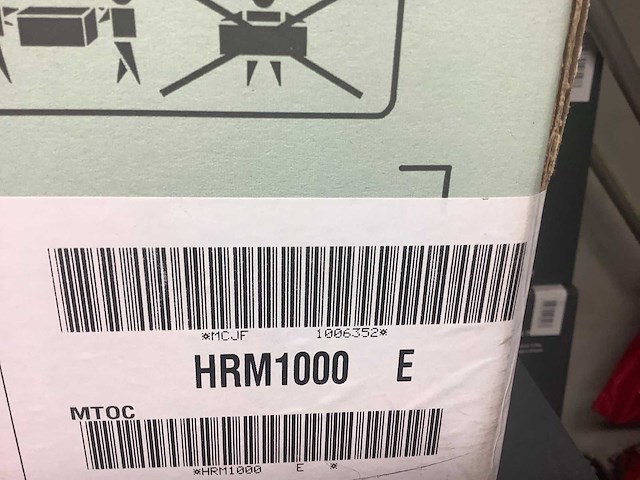 *MCJF 1006352*
HRM1000 E
MTOC
*HRM1000 E *